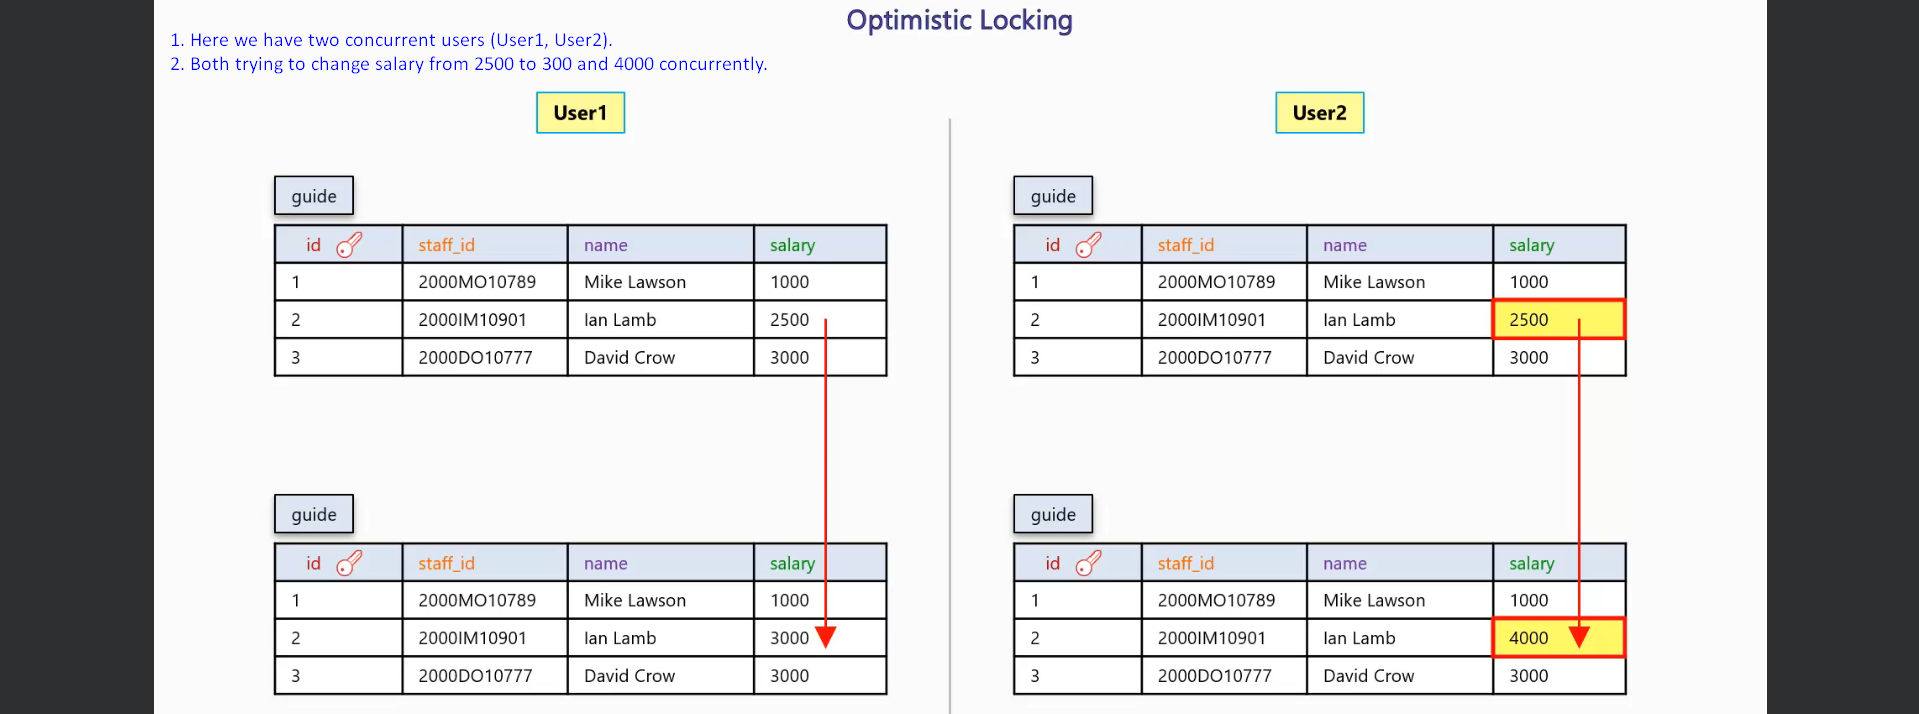 Optimistic Locking
1. Here we have two concurrent users (User1, User2).
2. Both trying to change salary from 2500 to 300 and 4000 concurrently.
User1
guide
id staff_id name salary
1 2000MO10789 Mike Lawson 1000
2 2000IM10901 Ian Lamb 2500
3 2000DO10777 David Crow 3000
guide
id staff_id name salary
1 2000MO10789 Mike Lawson 1000
2 2000IM10901 Ian Lamb 3000
3 2000DO10777 David Crow 3000
User2
guide
id staff_id name salary
1 2000MO10789 Mike Lawson 1000
2 2000IM10901 Ian Lamb 2500
3 2000DO10777 David Crow 3000
guide
id staff_id name salary
1 2000MO10789 Mike Lawson 1000
2 2000IM10901 Ian Lamb 4000
3 2000DO10777 David Crow 3000